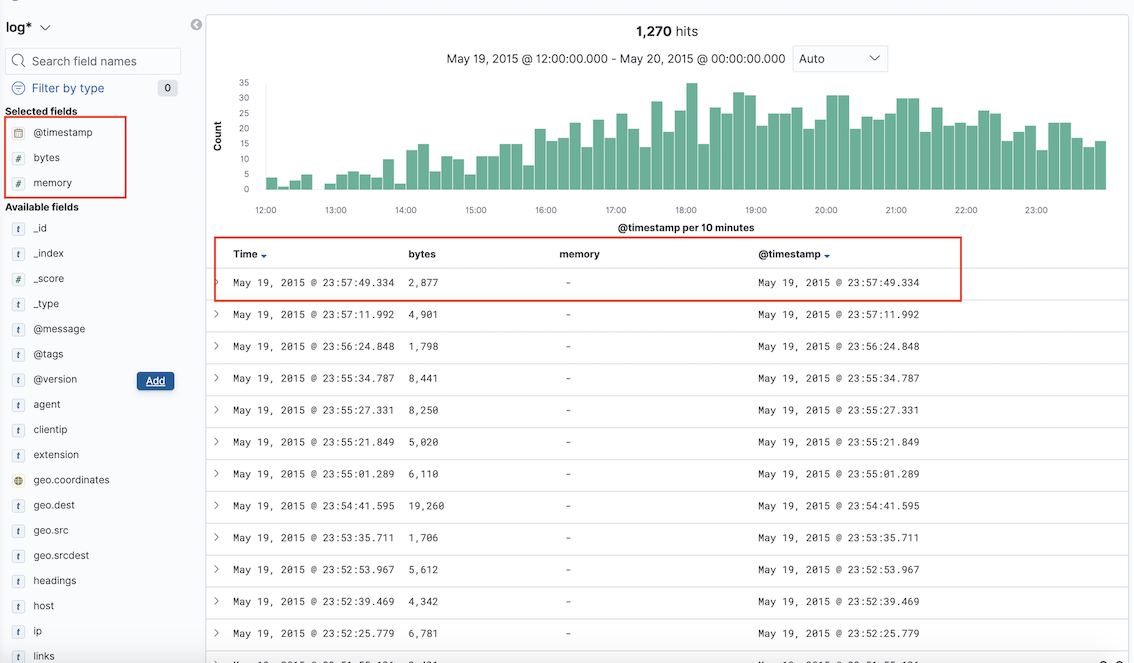 log*
Search field names
Filter by type 0
Selected fields
@timestamp
# bytes
# memory
Available fields
t _id
t _index
# _score
t _type
t @message
t @tags
t @version Add
t agent
t clientip
t extension
geo.coordinates
t geo.dest
t geo.src
t geo.srcdest
t headings
t host
t ip
t links
1,270 hits
May 19, 2015 @ 12:00:00.000 - May 20, 2015 @ 00:00:00.000 Auto
Count
35
30
25
20
15
10
5
0
12:00 13:00 14:00 15:00 16:00 17:00 18:00 19:00 20:00 21:00 22:00 23:00
@timestamp per 10 minutes
Time bytes memory @timestamp
May 19, 2015 @ 23:57:49.334 2,877 – May 19, 2015 @ 23:57:49.334
May 19, 2015 @ 23:57:11.992 4,901 – May 19, 2015 @ 23:57:11.992
May 19, 2015 @ 23:56:24.848 1,798 – May 19, 2015 @ 23:56:24.848
May 19, 2015 @ 23:55:34.787 8,441 – May 19, 2015 @ 23:55:34.787
May 19, 2015 @ 23:55:27.331 8,250 – May 19, 2015 @ 23:55:27.331
May 19, 2015 @ 23:55:21.849 5,020 – May 19, 2015 @ 23:55:21.849
May 19, 2015 @ 23:55:01.289 6,110 – May 19, 2015 @ 23:55:01.289
May 19, 2015 @ 23:54:41.595 19,260 – May 19, 2015 @ 23:54:41.595
May 19, 2015 @ 23:53:35.711 1,706 – May 19, 2015 @ 23:53:35.711
May 19, 2015 @ 23:52:53.967 5,612 – May 19, 2015 @ 23:52:53.967
May 19, 2015 @ 23:52:39.469 4,342 – May 19, 2015 @ 23:52:39.469
May 19, 2015 @ 23:52:25.779 6,781 – May 19, 2015 @ 23:52:25.779